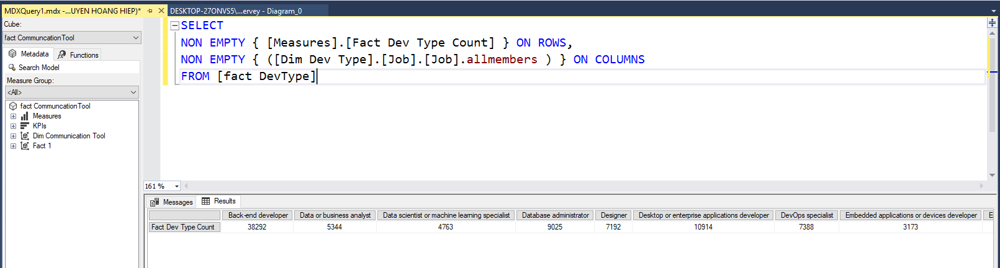 MDXQuery1.mdx -...UYEN HOANG HIEP)*
DESKTOP-27ONVS5\...ervey - Diagram_0
Cube:
fact CommuncationTool
Metadata
Functions
Search Model
Measure Group:
<All>
fact CommuncationTool
Measures
KPIs
Dim Communication Tool
Fact 1
SELECT
NON EMPTY { [Measures].[Fact Dev Type Count] } ON ROWS,
NON EMPTY { ([Dim Dev Type].[Job].[Job].allmembers ) } ON COLUMNS
FROM [fact DevType]
161 %
Messages
Results
Back-end developer Data or business analyst Data scientist or machine learning specialist Database administrator Designer Desktop or enterprise applications developer DevOps specialist Embedded applications or devices developer E
Fact Dev Type Count 38292 5344 4763 9025 7192 10914 7388 3173